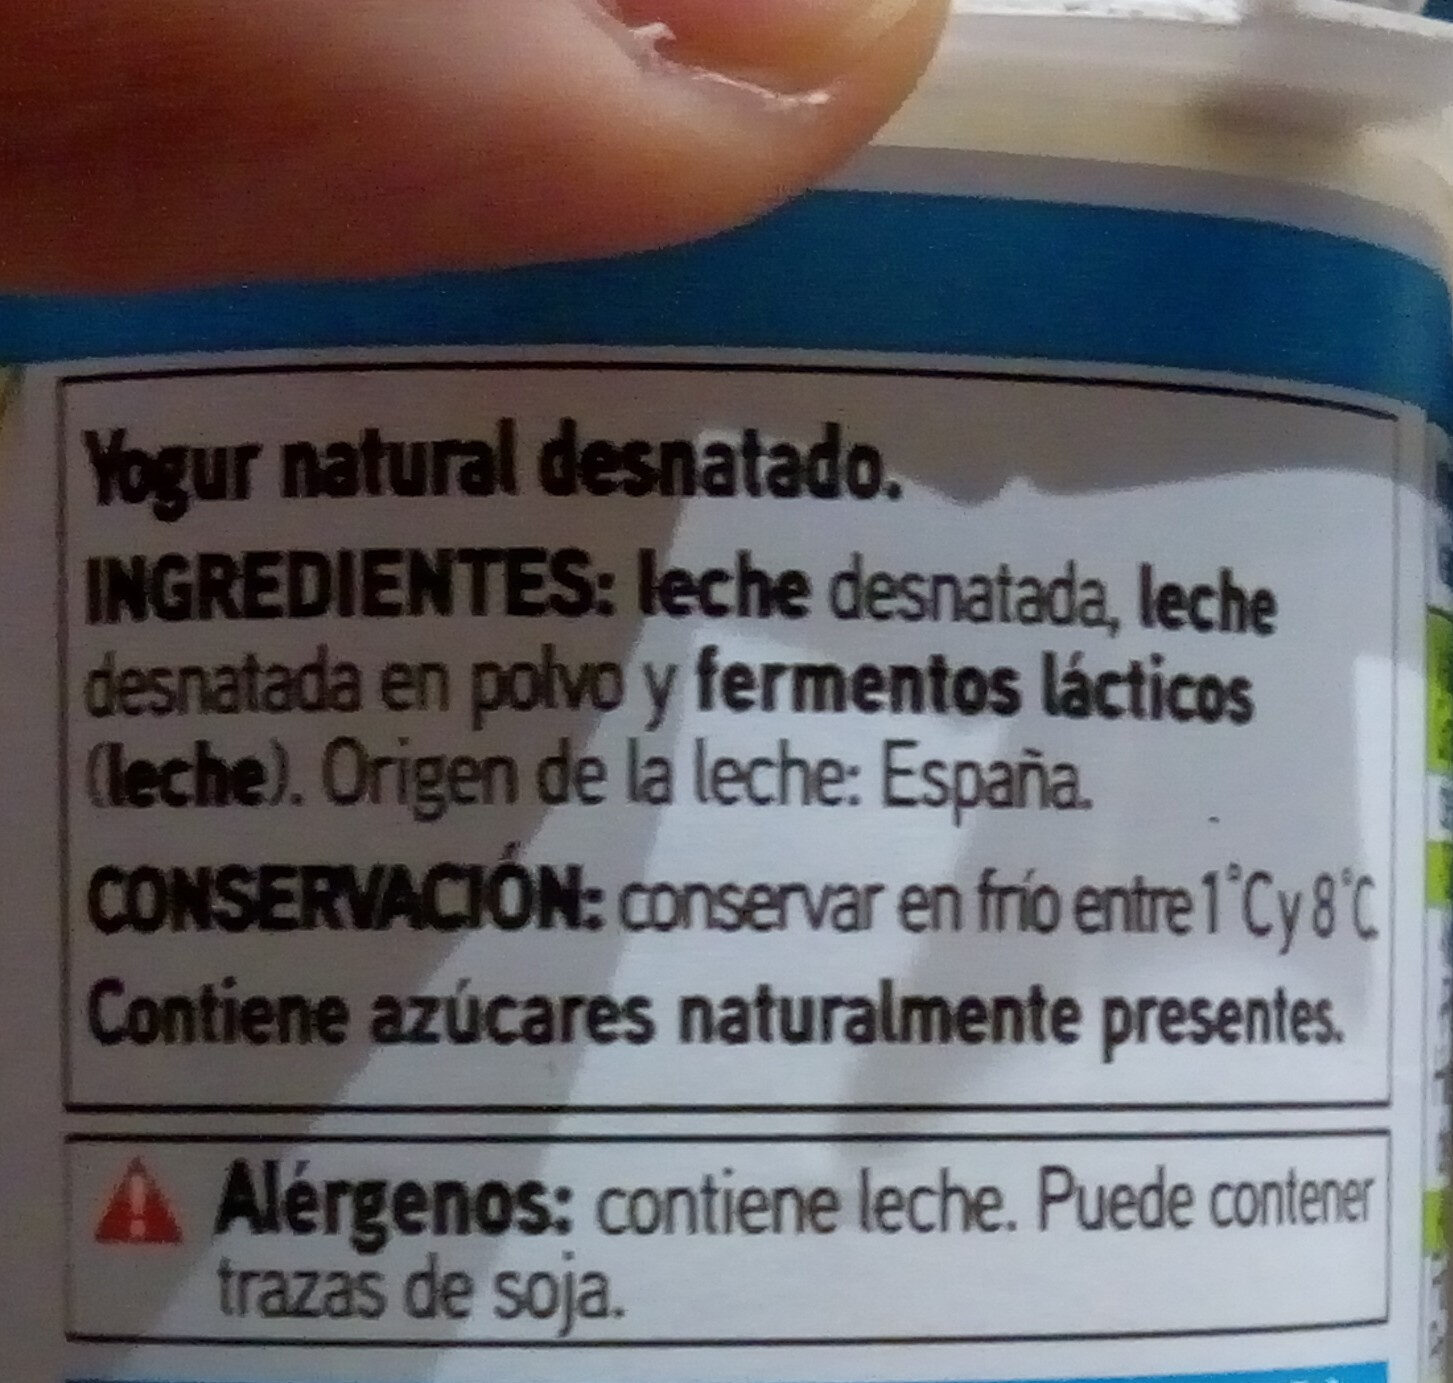 Yogur natural desnatado.
INGREDIENTES: leche desnatada, leche
desnatada en polvo y fermentos lácticos
(leche). Origen de la leche: España.
CONSERVACIÓN: conservar en frío entre 1°C y 8°C
Contiene azúcares naturalmente presentes.
Alérgenos: contiene leche. Puede contener
trazas de soja.